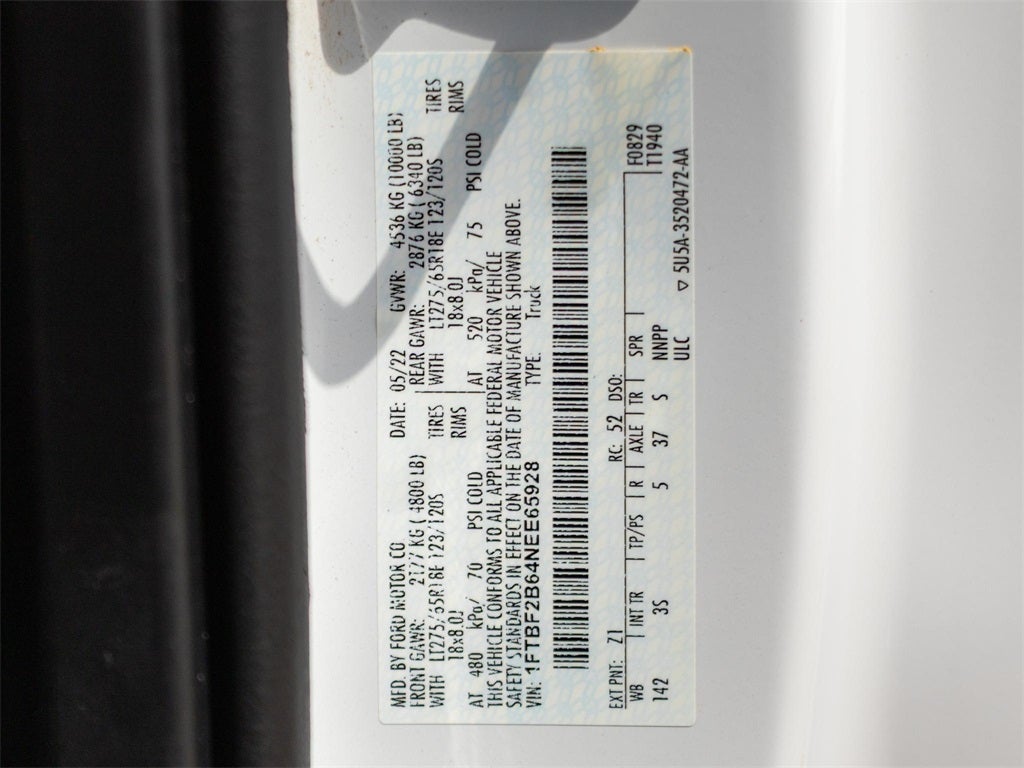 MFD. BY FORD MOTOR CO. DATE: 05/22 GVWR: 4536 KG (10000 LB)
FRONT GAWR: 2177 KG ( 4800 LB) REAR GAWR: 2876 KG ( 6340 LB)
WITH LT275/65R18E 123/120S TIRES WITH LT275/65R18E 123/120S TIRES
18x8.0J RIMS 18x8.0J RIMS
AT 480 kPa/ 70 PSI COLD AT 520 kPa/ 75 PSI COLD
THIS VEHICLE CONFORMS TO ALL APPLICABLE FEDERAL MOTOR VEHICLE
SAFETY STANDARDS IN EFFECT ON THE DATE OF MANUFACTURE SHOWN ABOVE.
VIN: 1FTBF2B64NEE65928 TYPE: Truck
EXT PNT: Z1 RC: 52 DSO:
WB INT TR TP/PS R AXLE TR SPR F0829
142 3S 5 37 S NNPP T1940
ULC
▽ 5U5A-3520472-AA